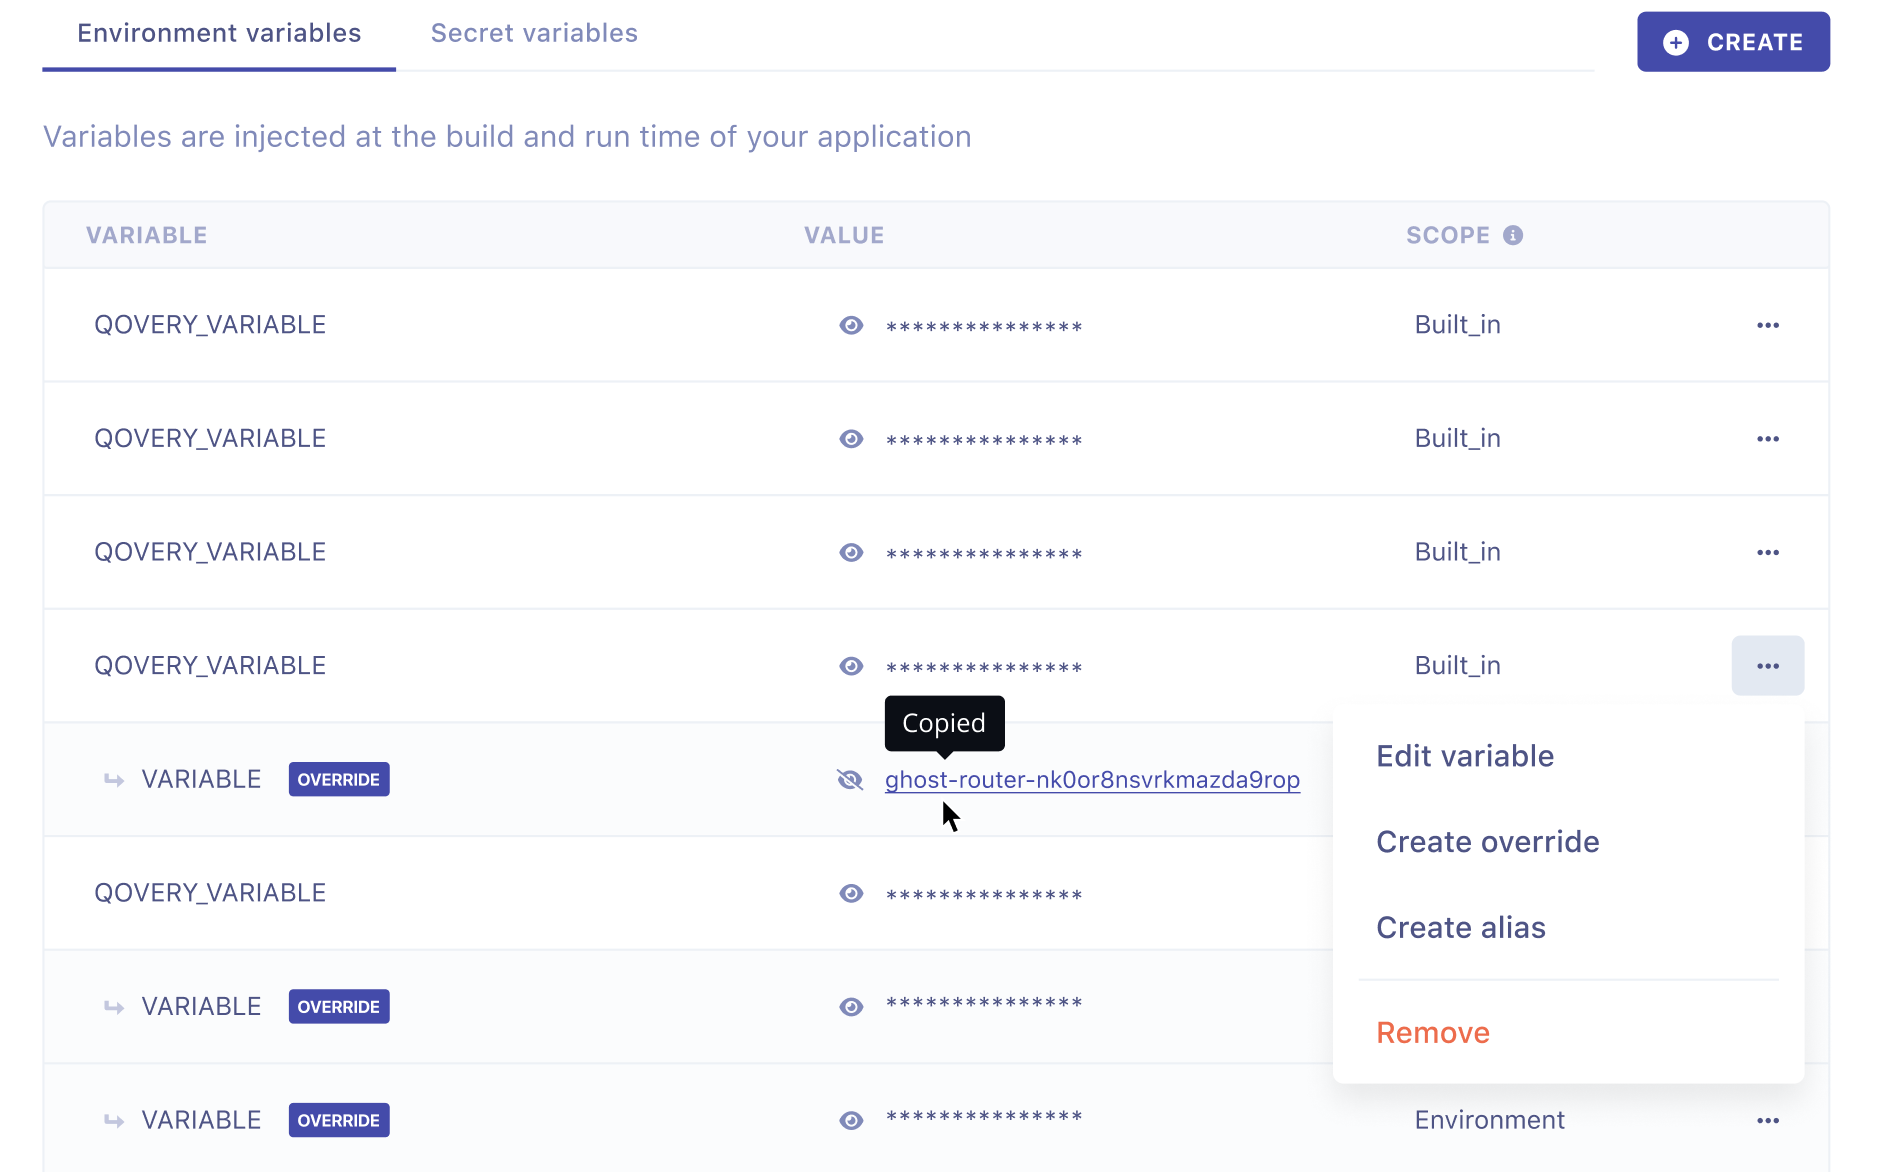 Environment variables Secret variables CREATE
Variables are injected at the build and run time of your application
VARIABLE VALUE SCOPE
QOVERY_VARIABLE *************** Built_in
QOVERY_VARIABLE *************** Built_in
QOVERY_VARIABLE *************** Built_in
QOVERY_VARIABLE *************** Built_in
Copied
Edit variable
VARIABLE OVERRIDE ghost-router-nk0or8nsvrkmazda9rop
Create override
QOVERY_VARIABLE ***************
Create alias
VARIABLE OVERRIDE ***************
Remove
VARIABLE OVERRIDE *************** Environment